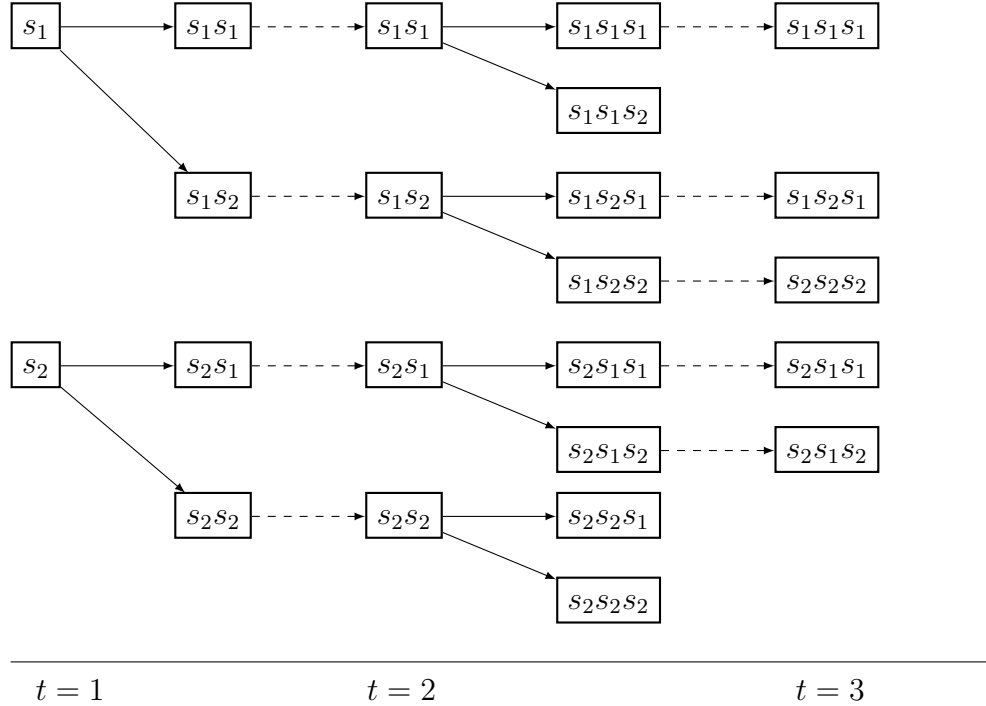 s₁ s₁s₁ s₁s₁ s₁s₁s₁ s₁s₁s₁
s₁s₁s₂
s₁s₂ s₁s₂ s₁s₂s₁ s₁s₂s₁
s₁s₂s₂ s₂s₂s₂
s₂ s₂s₁ s₂s₁ s₂s₁s₁ s₂s₁s₁
s₂s₁s₂ s₂s₁s₂
s₂s₂ s₂s₂ s₂s₂s₁
s₂s₂s₂
t = 1 t = 2 t = 3